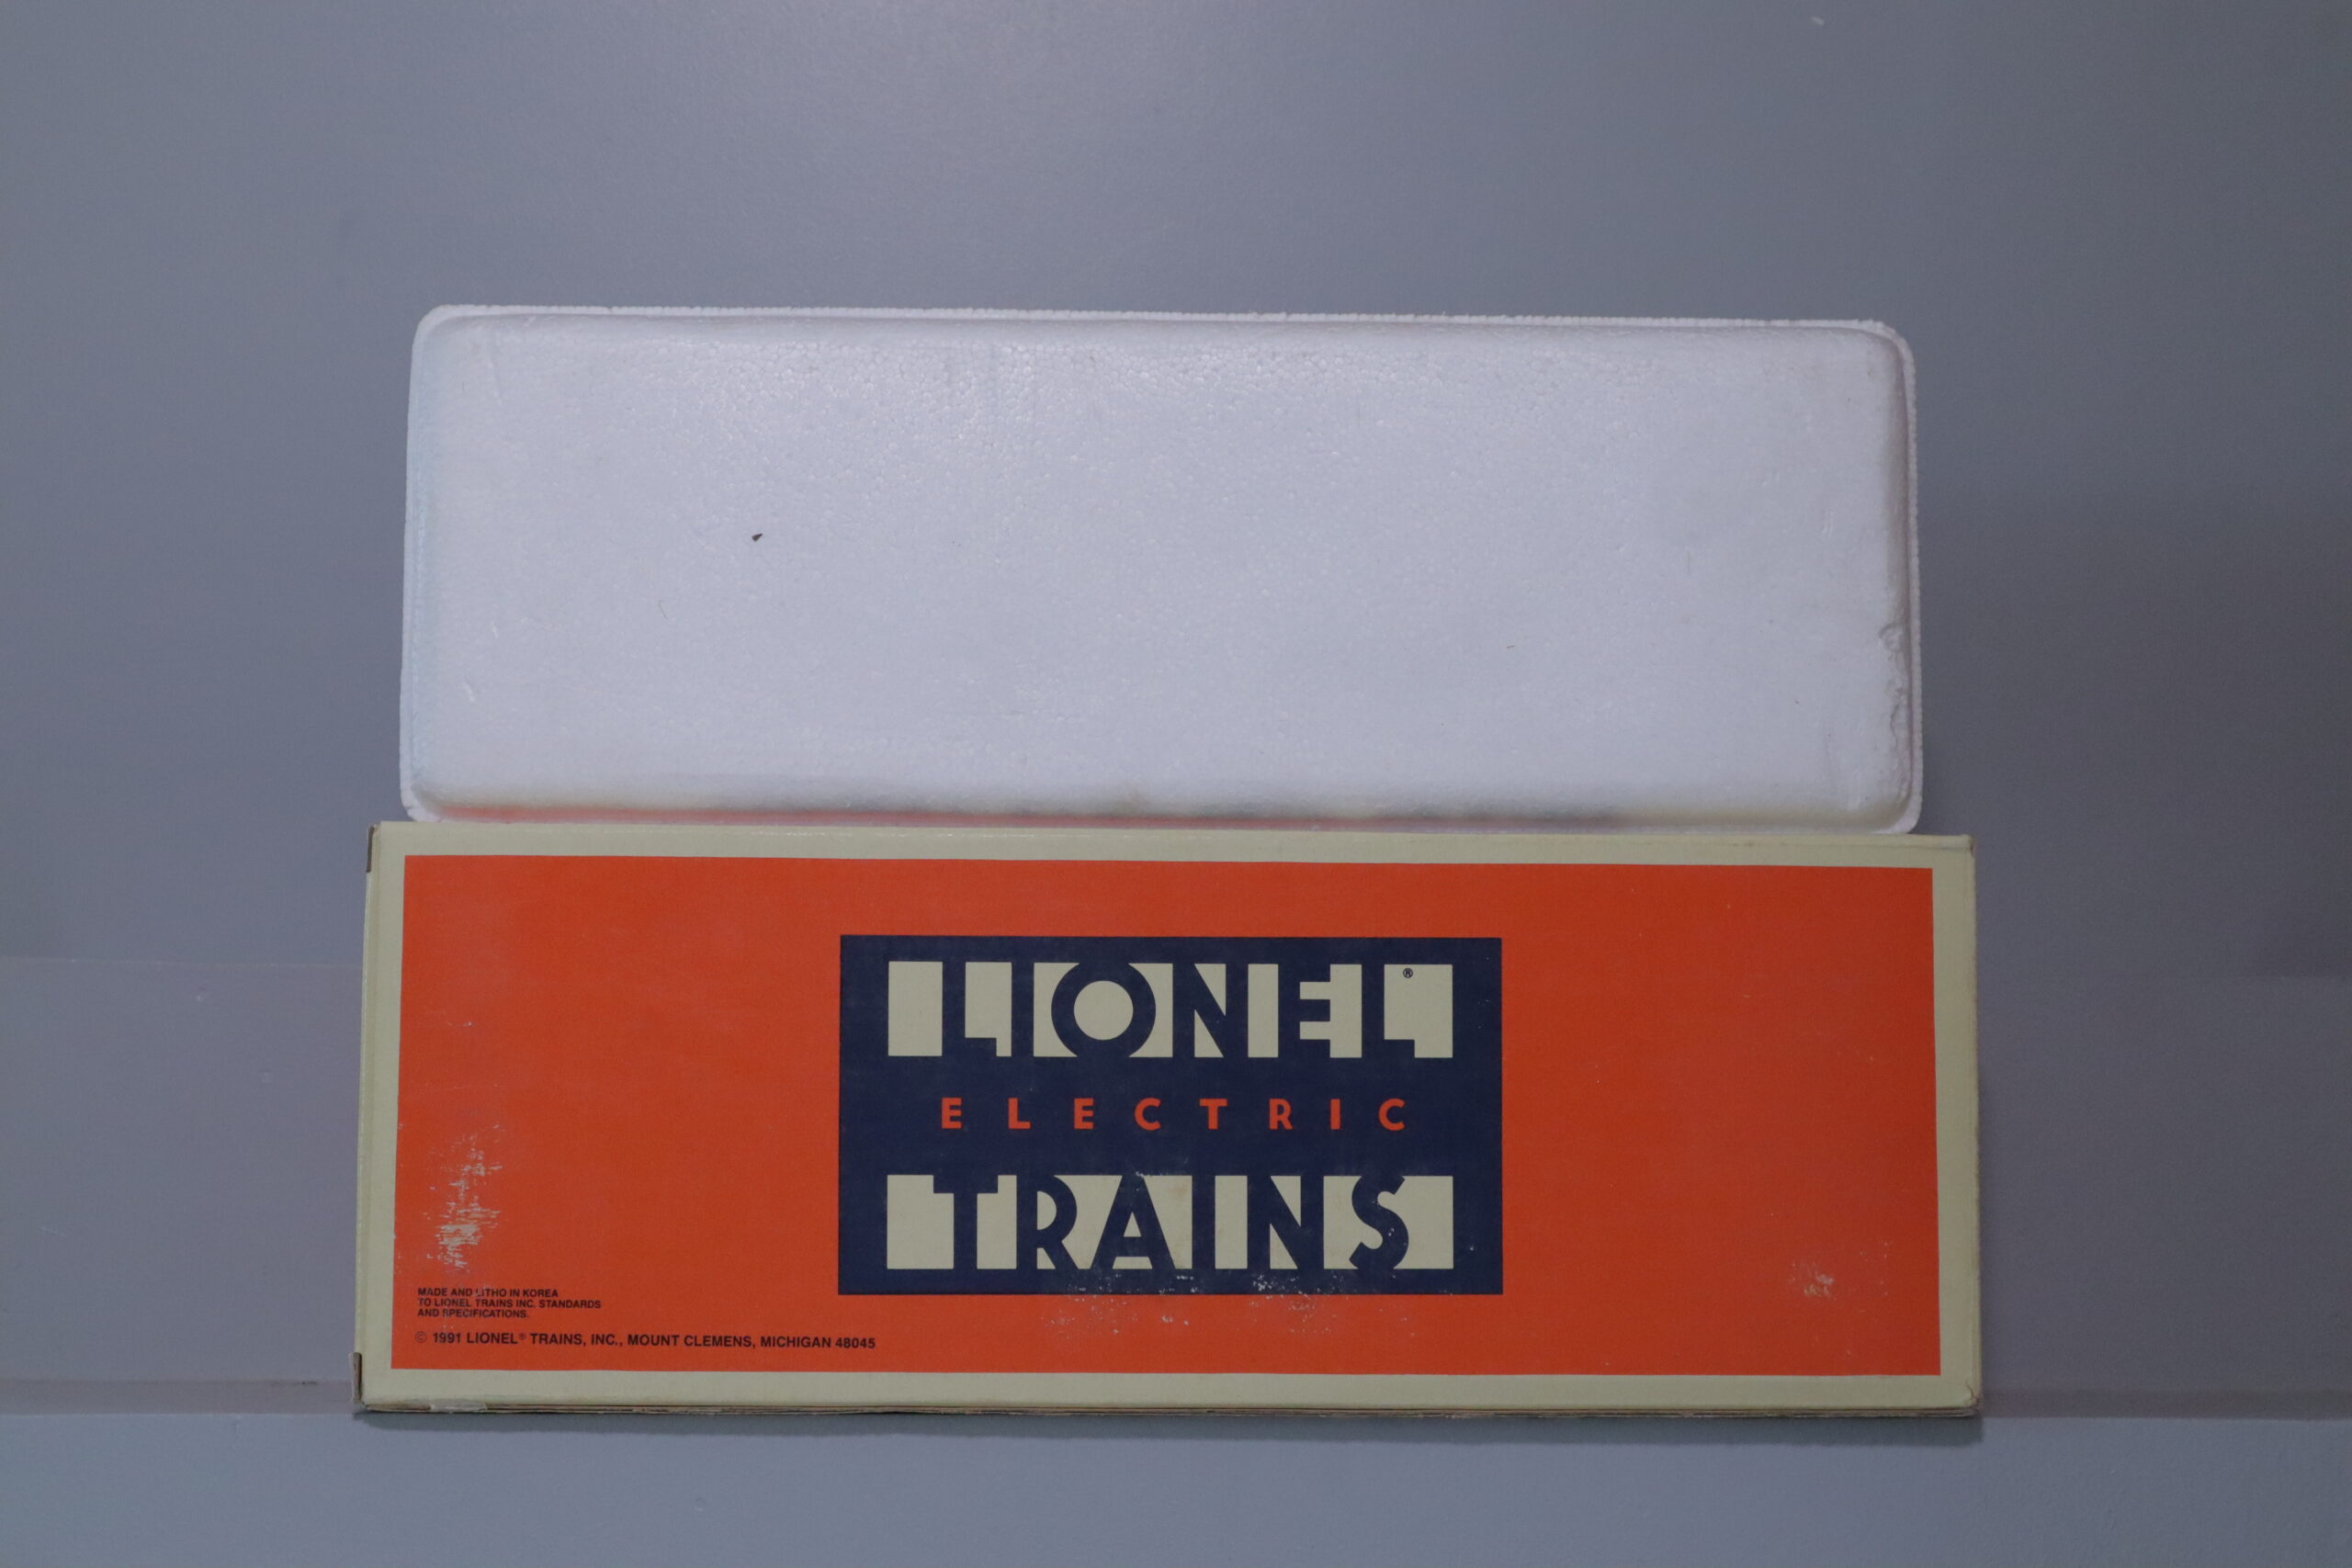 LIONEL®
ELECTRIC
TRAINS
MADE AND LITHO IN KOREA
TO LIONEL TRAINS INC. STANDARDS
AND SPECIFICATIONS.
© 1991 LIONEL® TRAINS, INC., MOUNT CLEMENS, MICHIGAN 48045